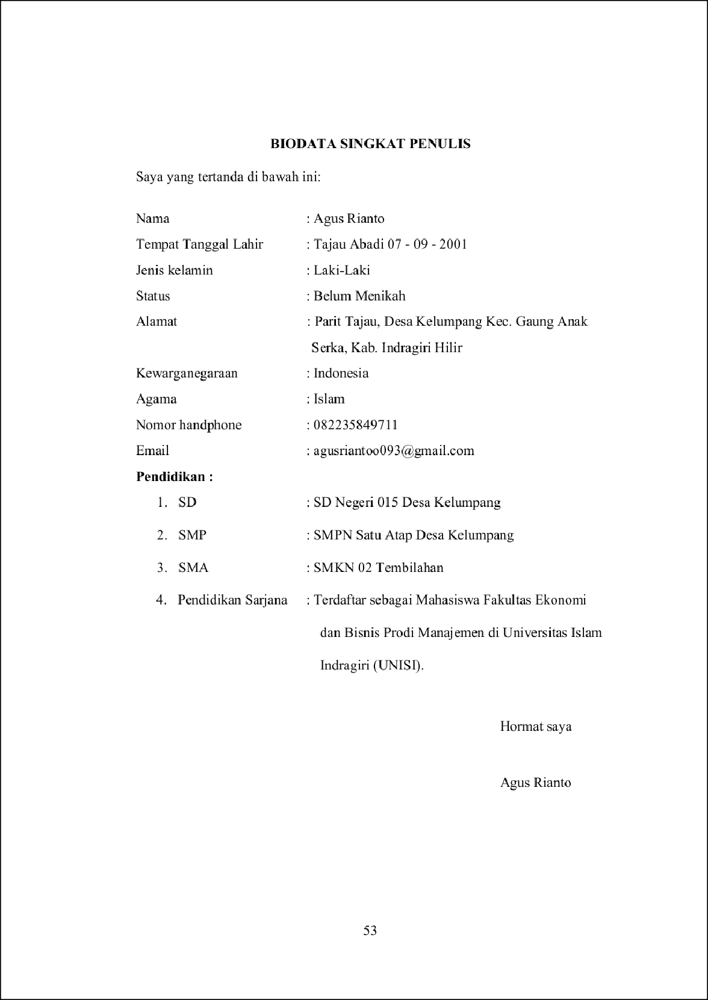 BIODATA SINGKAT PENULIS
Saya yang tertanda di bawah ini:
Nama : Agus Rianto
Tempat Tanggal Lahir : Tajau Abadi 07 - 09 - 2001
Jenis kelamin : Laki-Laki
Status : Belum Menikah
Alamat : Parit Tajau, Desa Kelumpang Kec. Gaung Anak
Serka, Kab. Indragiri Hilir
Kewarganegaraan : Indonesia
Agama : Islam
Nomor handphone : 082235849711
Email : agusriantoo093@gmail.com
Pendidikan :
1. SD : SD Negeri 015 Desa Kelumpang
2. SMP : SMPN Satu Atap Desa Kelumpang
3. SMA : SMKN 02 Tembilahan
4. Pendidikan Sarjana : Terdaftar sebagai Mahasiswa Fakultas Ekonomi
dan Bisnis Prodi Manajemen di Universitas Islam
Indragiri (UNISI).
Hormat saya
Agus Rianto
53